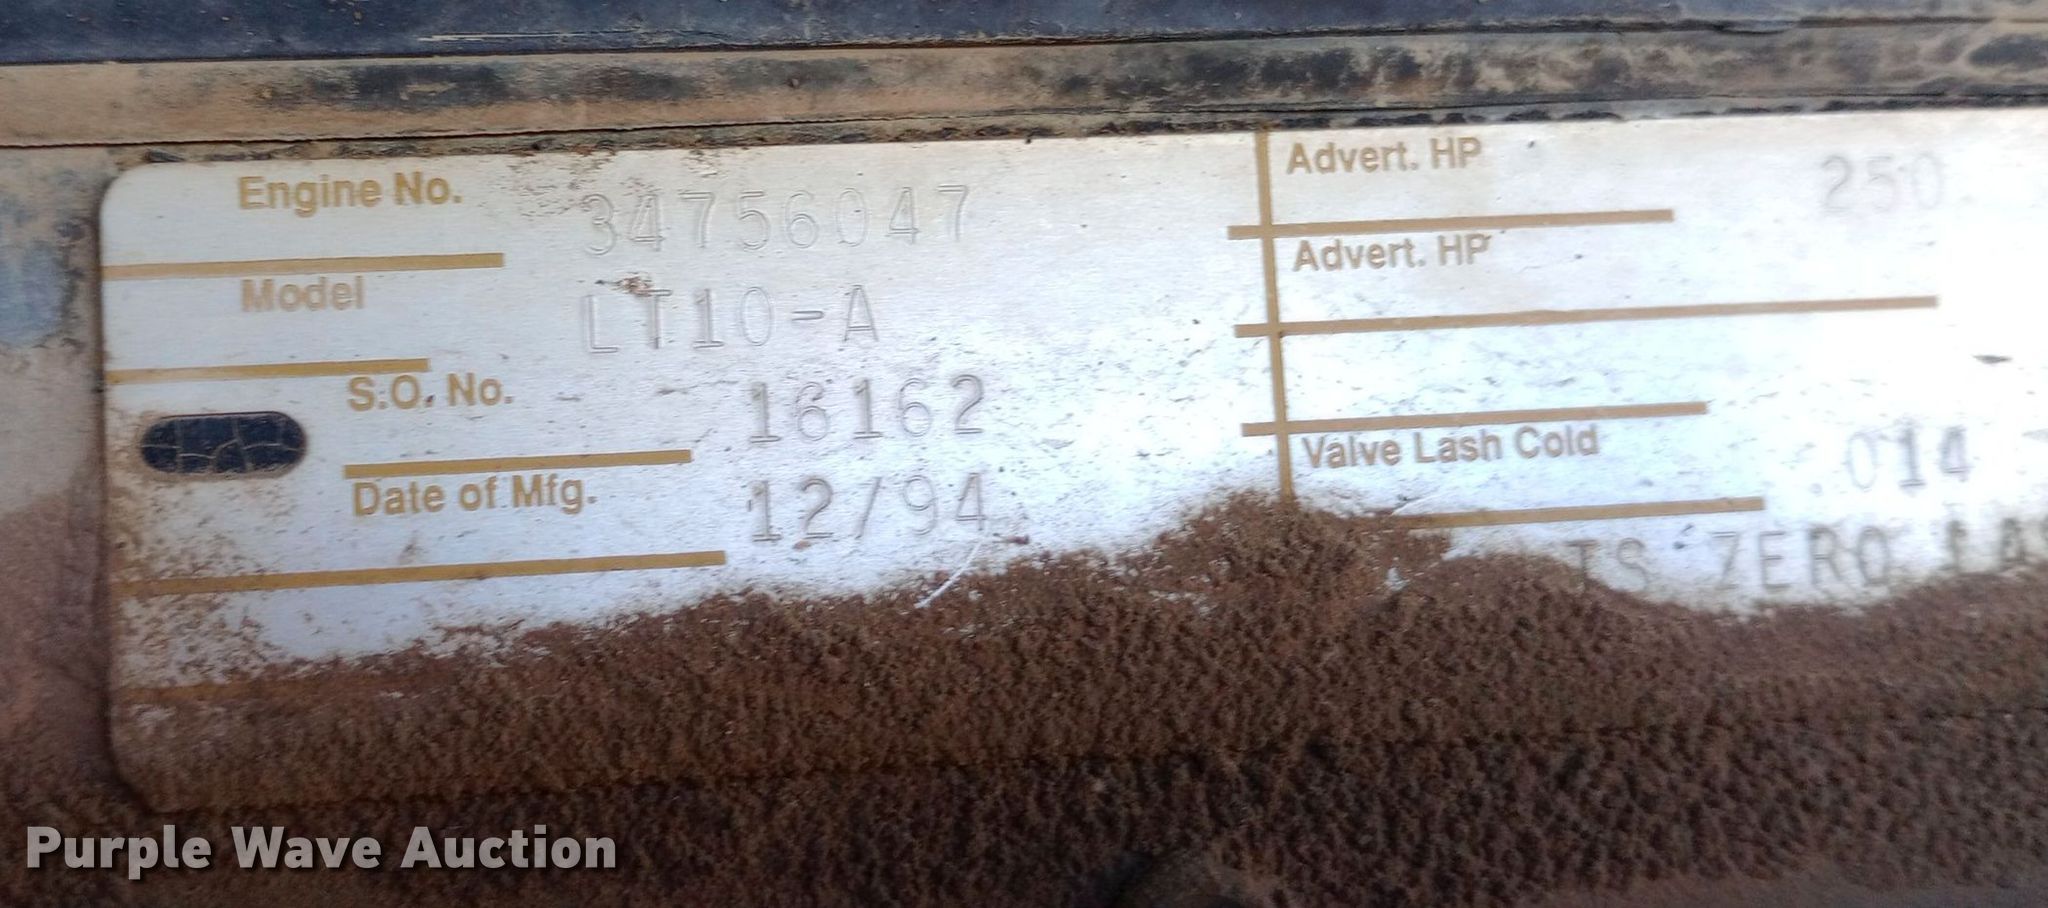 Engine No. 34756047
Model LT10-A
S.O. No. 16162
Date of Mfg. 12/94
Advert. HP 250
Advert. HP
Valve Lash Cold .014
ZERO
Purple Wave Auction